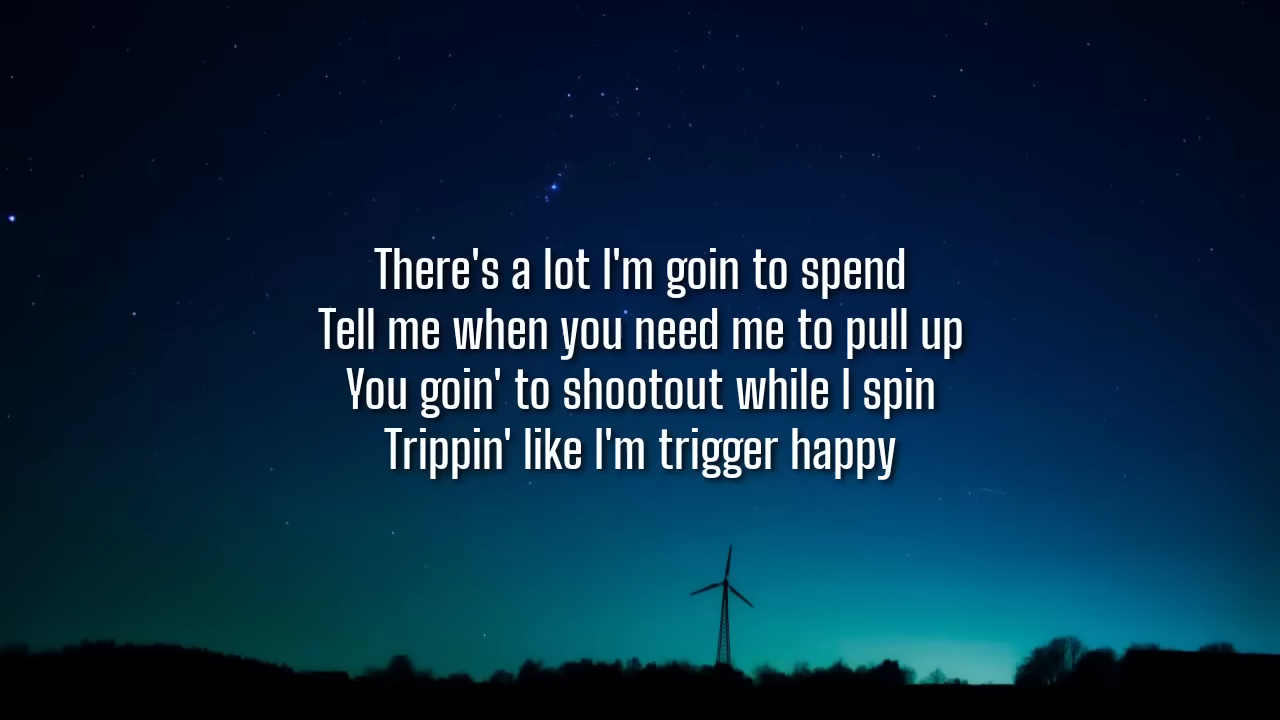 There's a lot I'm goin to spend
Tell me when you need me to pull up
You goin' to shootout while I spin
Trippin' like I'm trigger happy